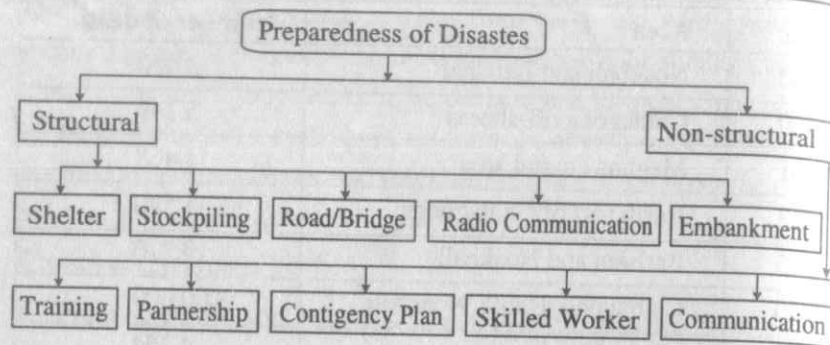 Preparedness of Disastes
Structural
Non-structural
Shelter
Stockpiling
Road/Bridge
Radio Communication
Embankment
Training
Partnership
Contigency Plan
Skilled Worker
Communication